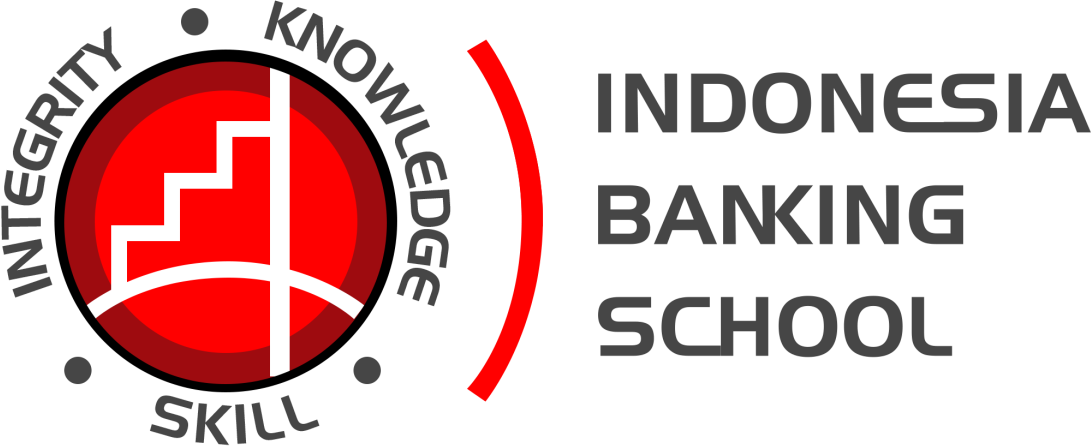 INTEGRITY
KNOWLEDGE
SKILL
INDONESIA
BANKING
SCHOOL